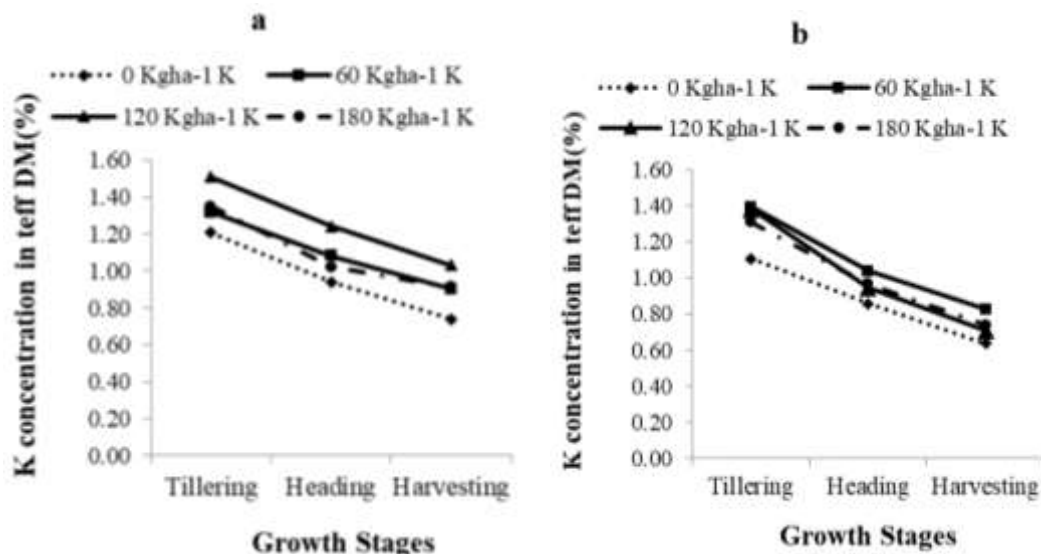 a
0 Kgha-1 K
60 Kgha-1 K
120 Kgha-1 K
180 Kgha-1 K
K concentration in teff DM(%)
1.60
1.40
1.20
1.00
0.80
0.60
0.40
0.20
0.00
Tillering Heading Harvesting
Growth Stages
b
0 Kgha-1 K
60 Kgha-1 K
120 Kgha-1 K
180 Kgha-1 K
K concentration in teff DM(%)
1.60
1.40
1.20
1.00
0.80
0.60
0.40
0.20
0.00
Tillering Heading Harvesting
Growth Stages